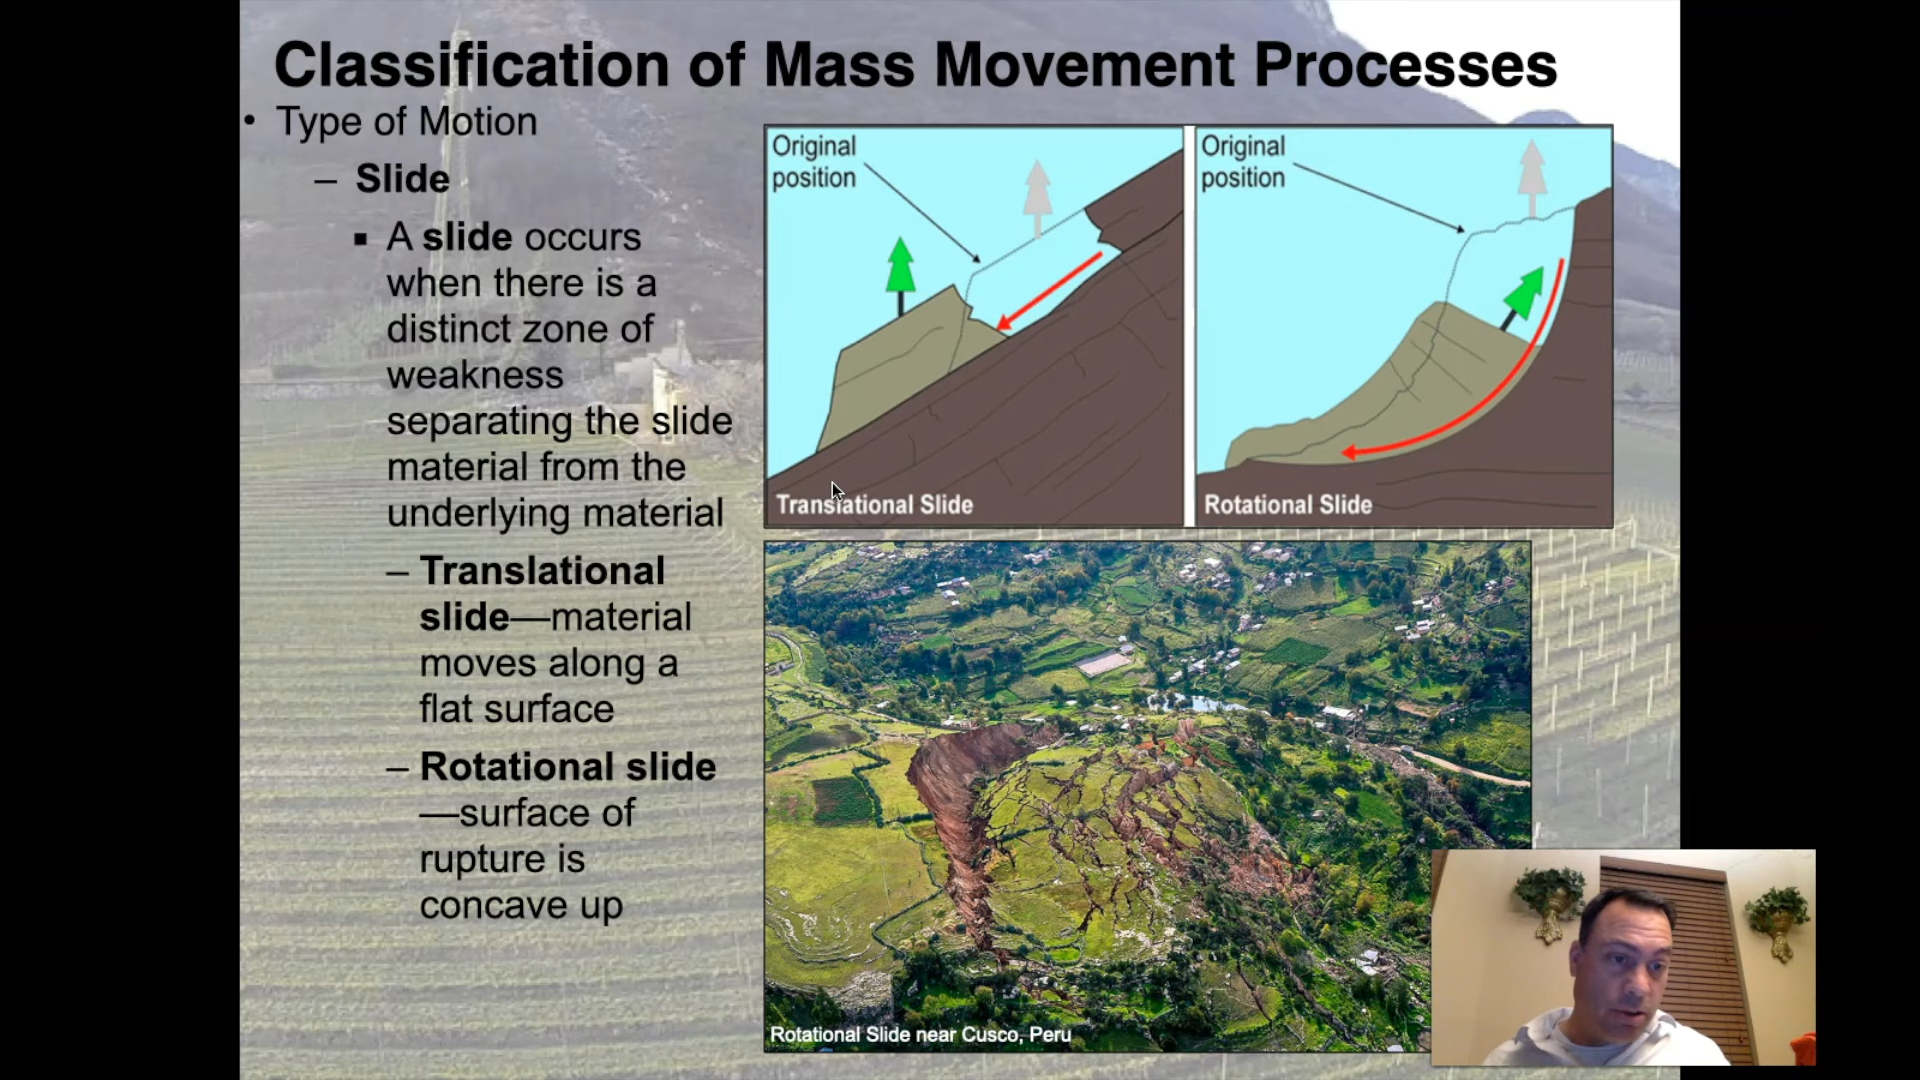 Classification of Mass Movement Processes
• Type of Motion
– Slide
▪ A slide occurs
when there is a
distinct zone of
weakness
separating the slide
material from the
underlying material
– Translational
slide—material
moves along a
flat surface
– Rotational slide
—surface of
rupture is
concave up
Original
position
Translational Slide
Original
position
Rotational Slide
Rotational Slide near Cusco, Peru